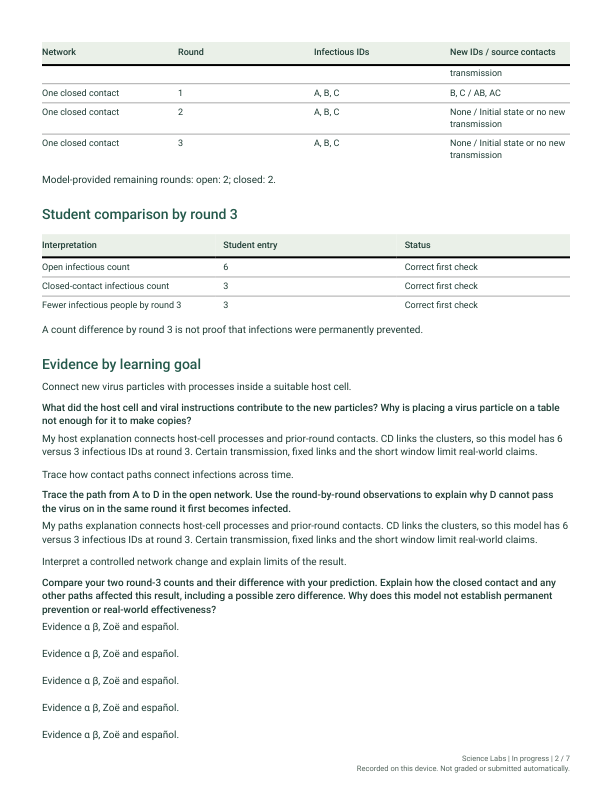 Network Round Infectious IDs New IDs / source contacts
transmission
One closed contact 1 A, B, C B, C / AB, AC
One closed contact 2 A, B, C None / Initial state or no new
transmission
One closed contact 3 A, B, C None / Initial state or no new
transmission
Model-provided remaining rounds: open: 2; closed: 2.
Student comparison by round 3
Interpretation Student entry Status
Open infectious count 6 Correct first check
Closed-contact infectious count 3 Correct first check
Fewer infectious people by round 3 3 Correct first check
A count difference by round 3 is not proof that infections were permanently prevented.
Evidence by learning goal
Connect new virus particles with processes inside a suitable host cell.
What did the host cell and viral instructions contribute to the new particles? Why is placing a virus particle on a table
not enough for it to make copies?
My host explanation connects host-cell processes and prior-round contacts. CD links the clusters, so this model has 6
versus 3 infectious IDs at round 3. Certain transmission, fixed links and the short window limit real-world claims.
Trace how contact paths connect infections across time.
Trace the path from A to D in the open network. Use the round-by-round observations to explain why D cannot pass
the virus on in the same round it first becomes infected.
My paths explanation connects host-cell processes and prior-round contacts. CD links the clusters, so this model has 6
versus 3 infectious IDs at round 3. Certain transmission, fixed links and the short window limit real-world claims.
Interpret a controlled network change and explain limits of the result.
Compare your two round-3 counts and their difference with your prediction. Explain how the closed contact and any
other paths affected this result, including a possible zero difference. Why does this model not establish permanent
prevention or real-world effectiveness?
Evidence α β, Zoë and español.
Evidence α β, Zoë and español.
Evidence α β, Zoë and español.
Evidence α β, Zoë and español.
Evidence α β, Zoë and español.
Science Labs | In progress | 2 / 7
Recorded on this device. Not graded or submitted automatically.